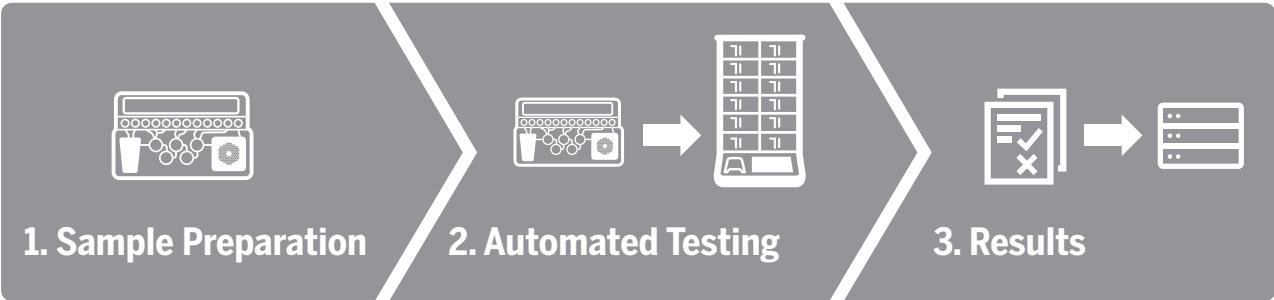 1. Sample Preparation
2. Automated Testing
3. Results